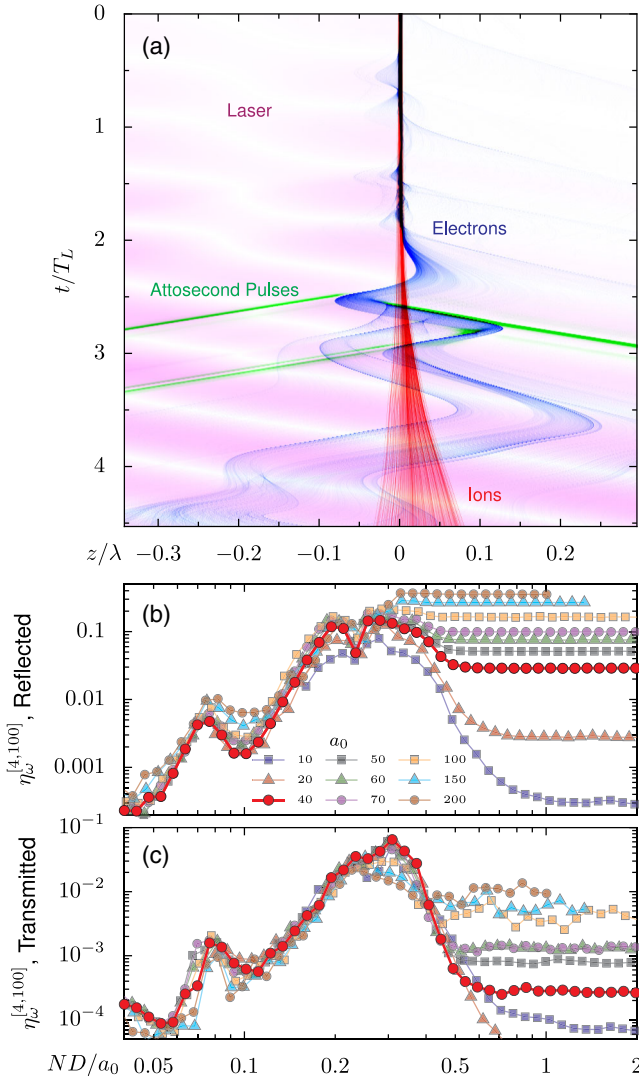 (a)
0
1
2
3
4
t/T_L
Laser
Electrons
Attosecond Pulses
Ions
z/λ −0.3 −0.2 −0.1 0 0.1 0.2
(b)
η_ω^[4,100], Reflected
0.1
0.01
0.001
a_0
10 50 100
20 60 150
40 70 200
(c)
η_ω^[4,100], Transmitted
10^−1
10^−2
10^−3
10^−4
ND/a_0 0.05 0.1 0.2 0.5 1 2